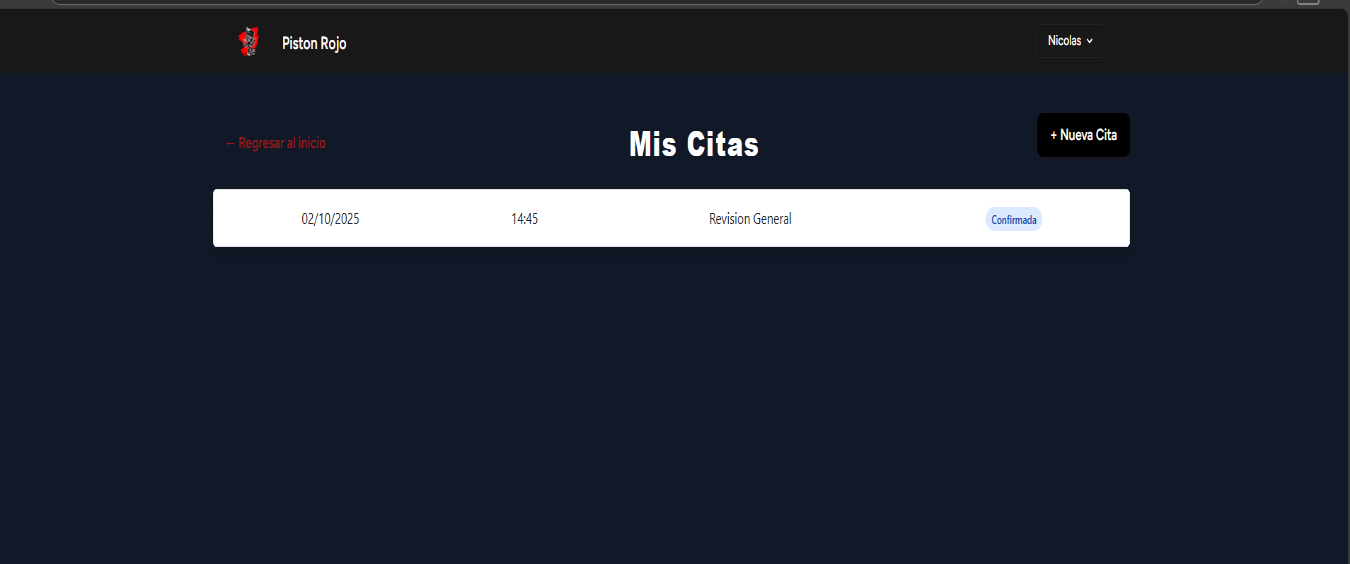 Piston Rojo
Nicolas
← Regresar al inicio
Mis Citas
+ Nueva Cita
02/10/2025 14:45 Revision General Confirmada